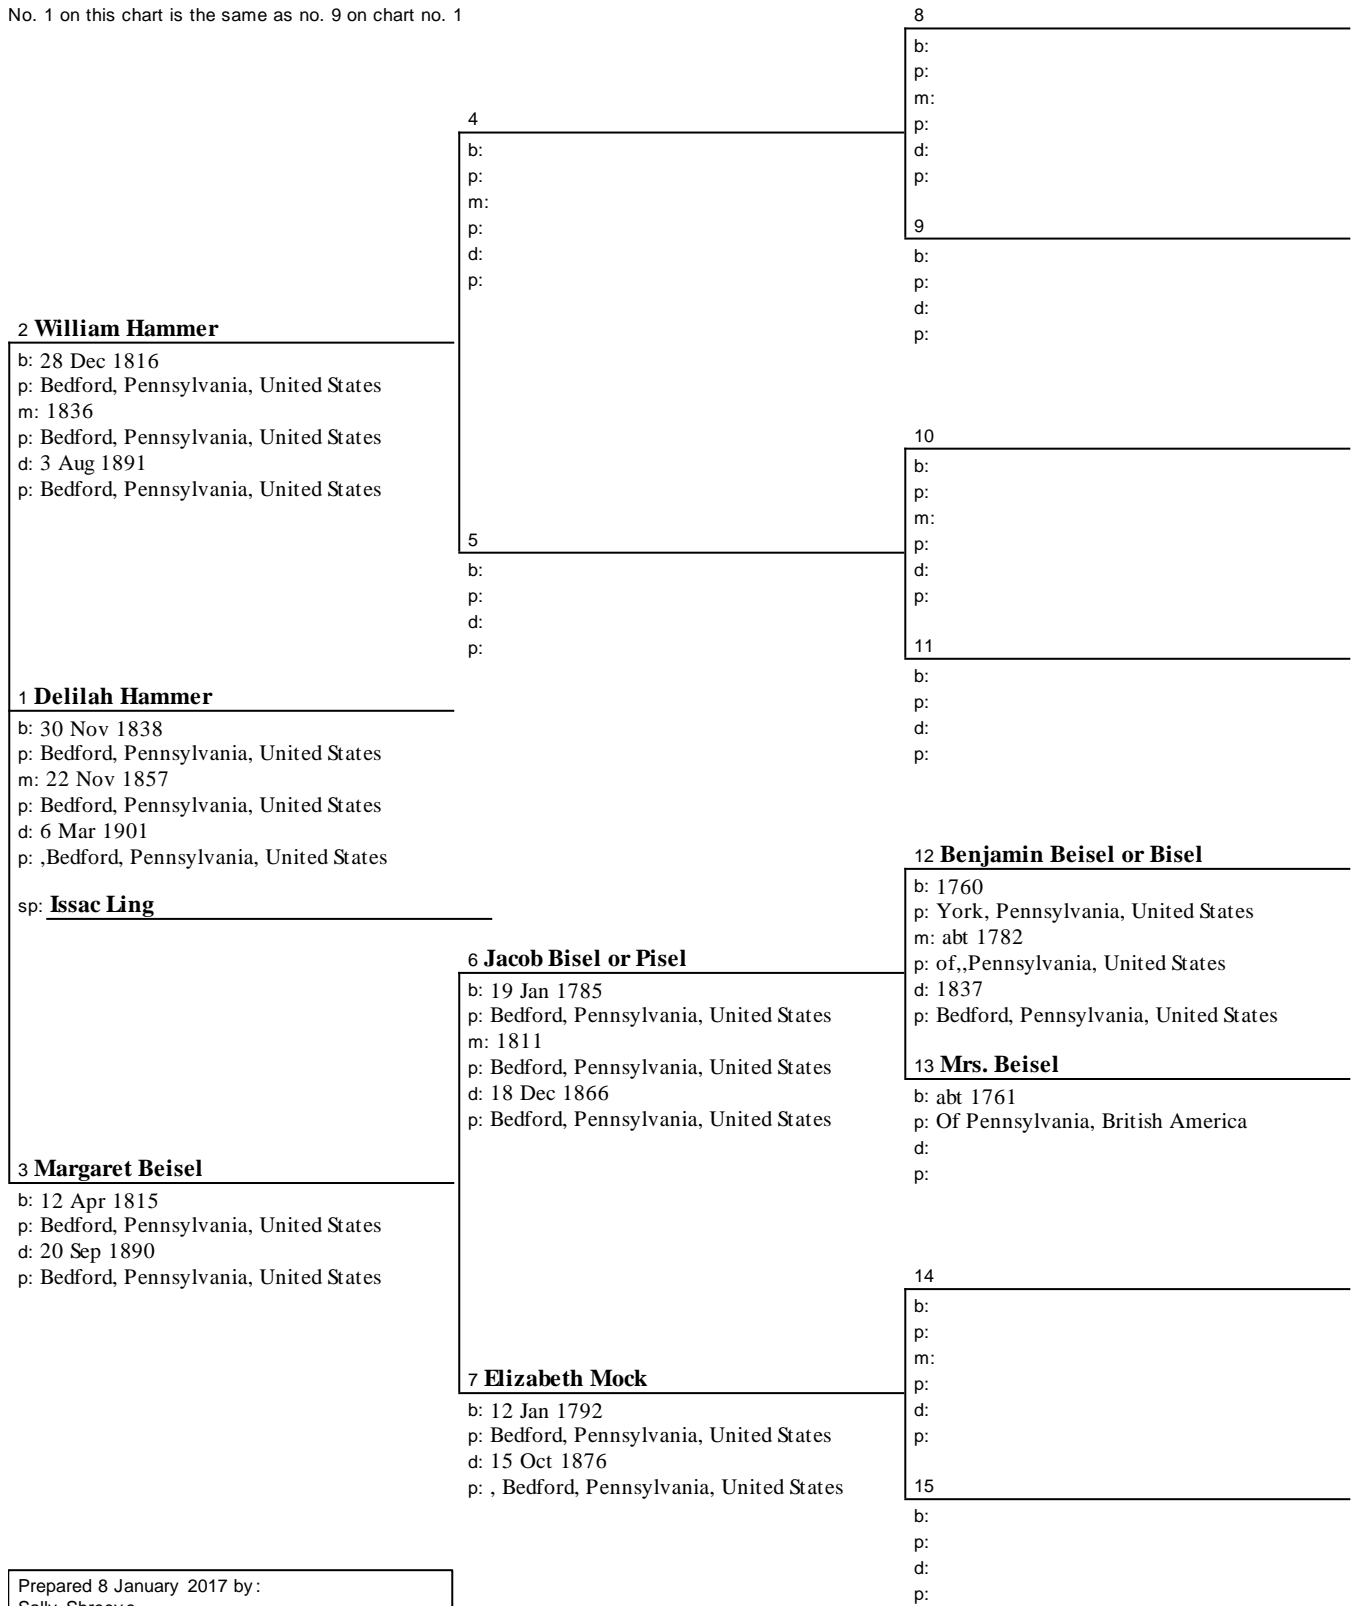 No. 1 on this chart is the same as no. 9 on chart no. 1
8
b:
p:
m:
p:
d:
p:
4
b:
p:
m:
p:
d:
p:
9
b:
p:
d:
p:
2 William Hammer
b: 28 Dec 1816
p: Bedford, Pennsylvania, United States
m: 1836
p: Bedford, Pennsylvania, United States
d: 3 Aug 1891
p: Bedford, Pennsylvania, United States
10
b:
p:
m:
p:
d:
p:
5
b:
p:
d:
p:
11
b:
p:
d:
p:
1 Delilah Hammer
b: 30 Nov 1838
p: Bedford, Pennsylvania, United States
m: 22 Nov 1857
p: Bedford, Pennsylvania, United States
d: 6 Mar 1901
p: ,Bedford, Pennsylvania, United States
sp: Issac Ling
12 Benjamin Beisel or Bisel
b: 1760
p: York, Pennsylvania, United States
m: abt 1782
p: of,,Pennsylvania, United States
d: 1837
p: Bedford, Pennsylvania, United States
6 Jacob Bisel or Pisel
b: 19 Jan 1785
p: Bedford, Pennsylvania, United States
m: 1811
p: Bedford, Pennsylvania, United States
d: 18 Dec 1866
p: Bedford, Pennsylvania, United States
13 Mrs. Beisel
b: abt 1761
p: Of Pennsylvania, British America
d:
p:
3 Margaret Beisel
b: 12 Apr 1815
p: Bedford, Pennsylvania, United States
d: 20 Sep 1890
p: Bedford, Pennsylvania, United States
14
b:
p:
m:
p:
d:
p:
7 Elizabeth Mock
b: 12 Jan 1792
p: Bedford, Pennsylvania, United States
d: 15 Oct 1876
p: , Bedford, Pennsylvania, United States
15
b:
p:
d:
p:
Prepared 8 January 2017 by: